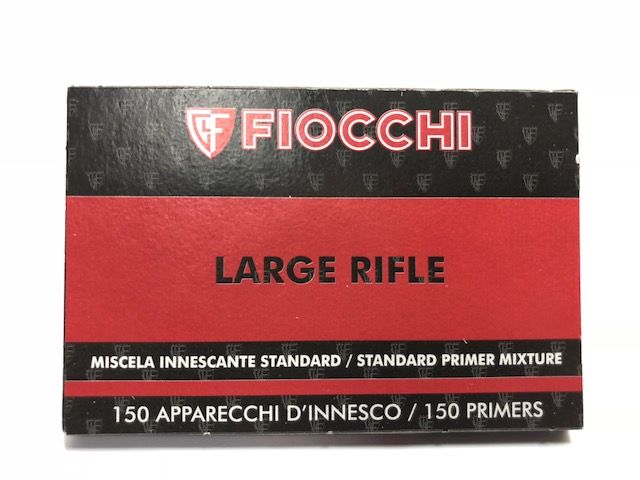 FIOCCHI
LARGE RIFLE
MISCELA INNESCANTE STANDARD / STANDARD PRIMER MIXTURE
150 APPARECCHI D'INNESCO / 150 PRIMERS